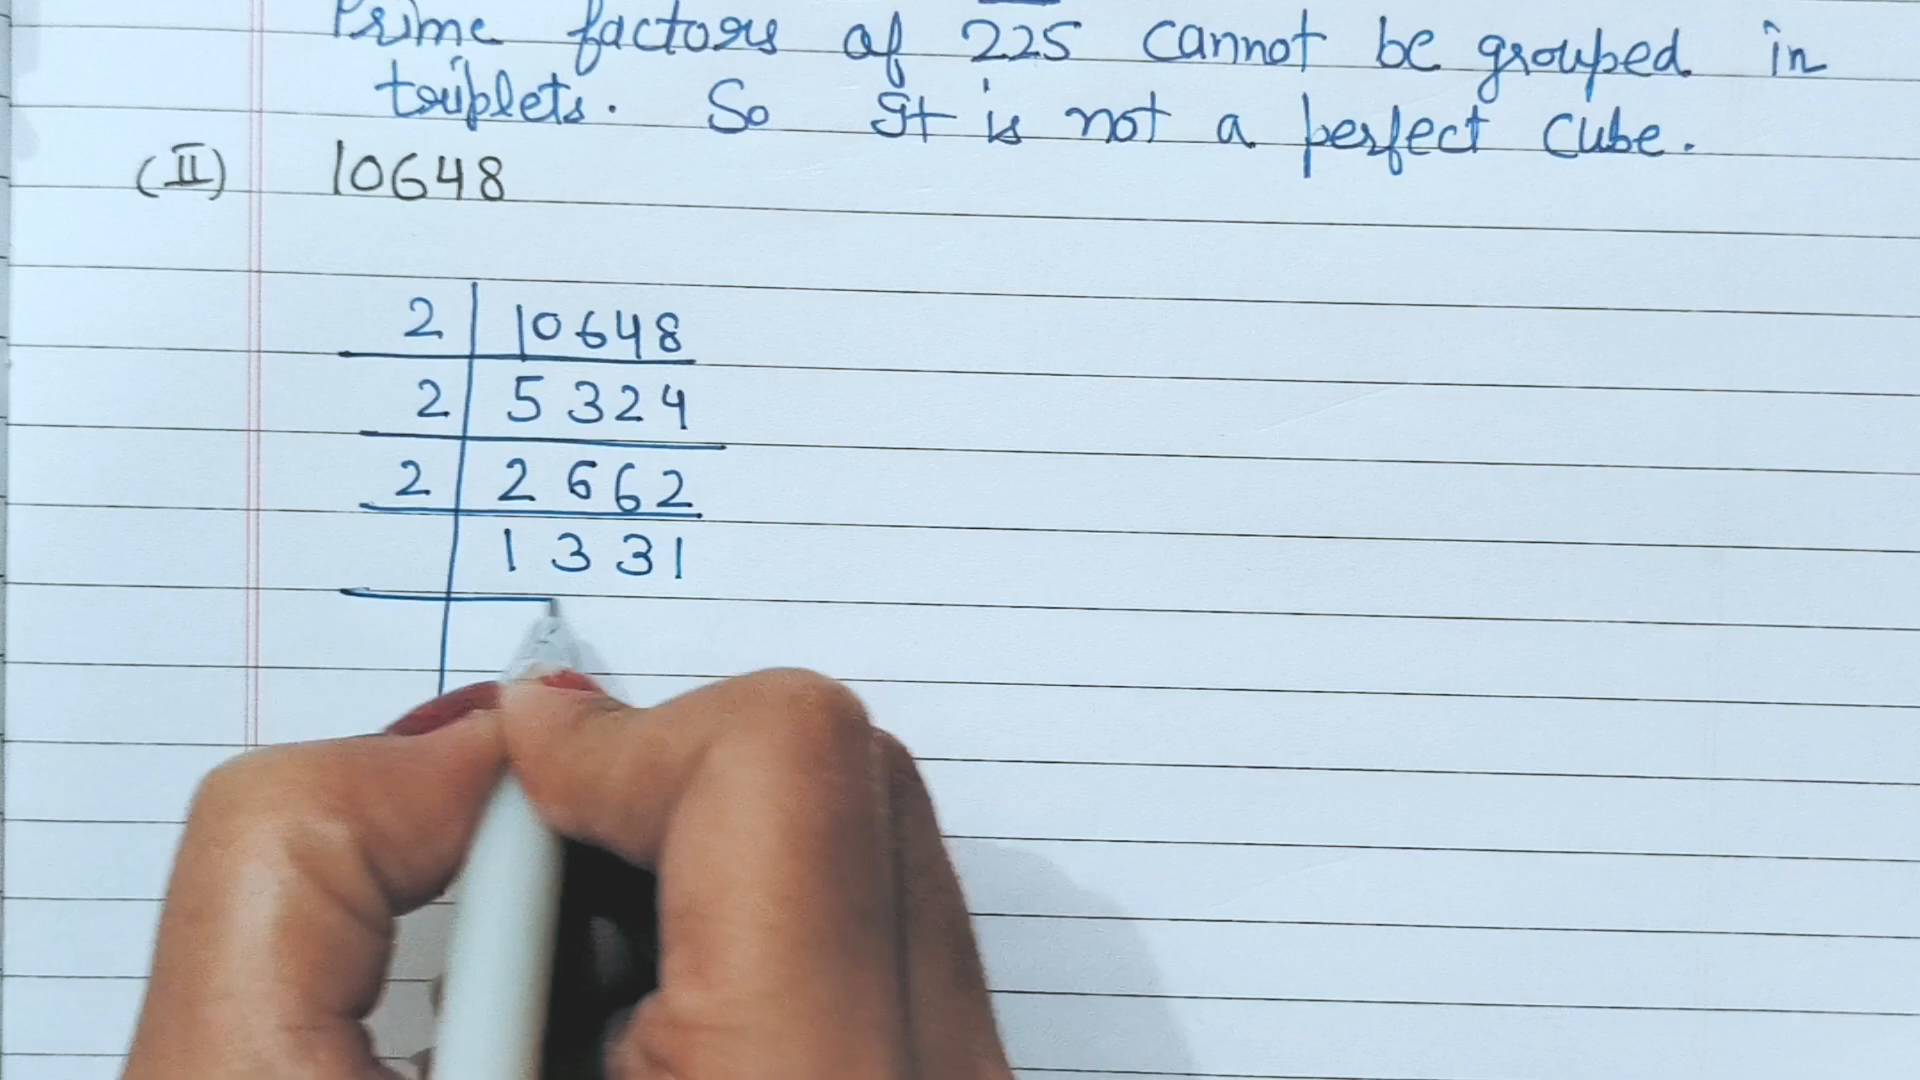 Prime factors of 225 cannot be grouped in
triplets. So It is not a perfect cube.
(II) 10648
2 | 10648
2 | 5324
2 | 2662
1331